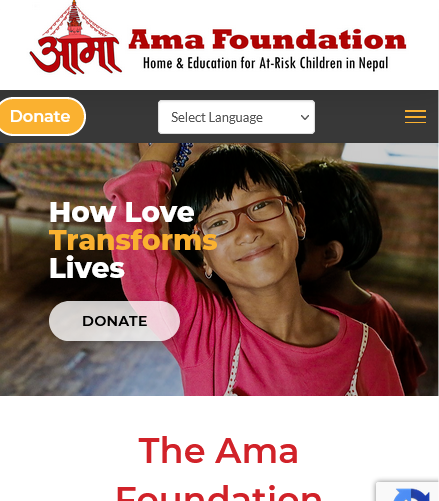 आमा
Ama Foundation
Home & Education for At-Risk Children in Nepal
Donate
Select Language
How Love
Transforms
Lives
DONATE
The Ama
Foundation